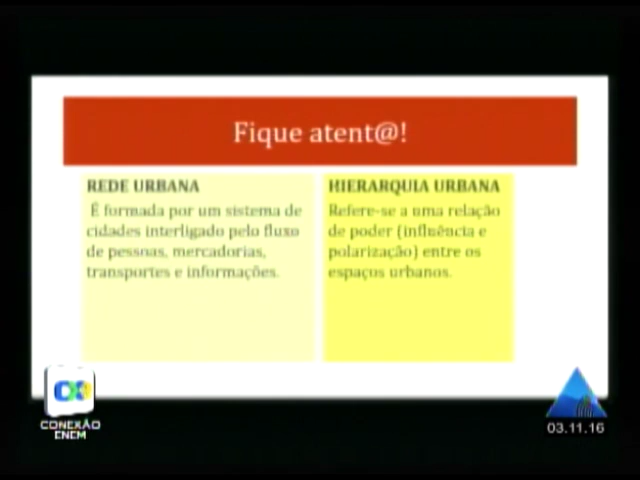 Fique atent@!
REDE URBANA
É formada por um sistema de
cidades interligado pelo fluxo
de pessoas, mercadorias,
transportes e informações.
HIERARQUIA URBANA
Refere-se a uma relação
de poder (influência e
polarização) entre os
espaços urbanos.
CONEXÃO
ENEM
03.11.16